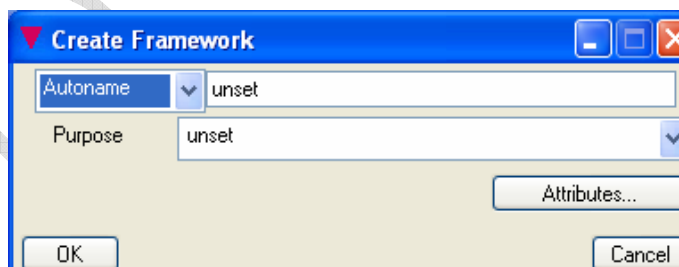 Create Framework
Autoname unset
Purpose unset
Attributes...
OK Cancel